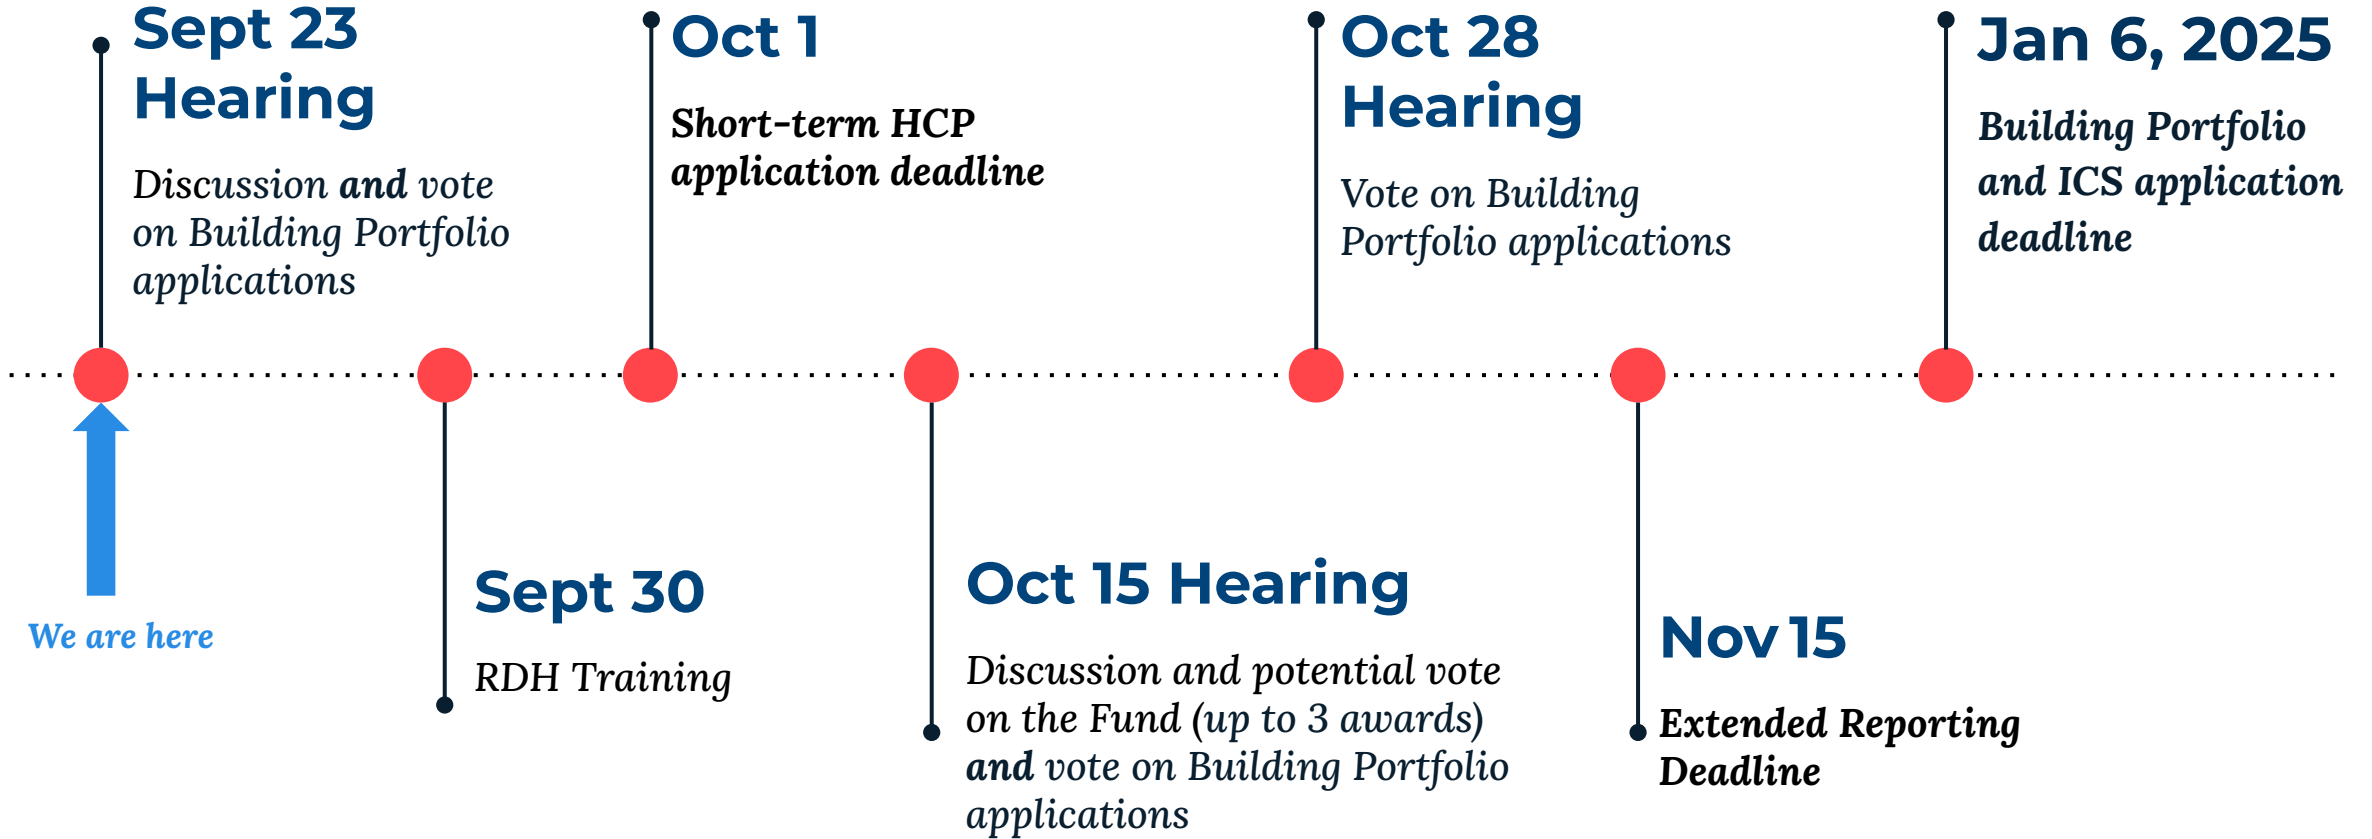 Sept 23
Hearing
Discussion and vote
on Building Portfolio
applications
Oct 1
Short-term HCP
application deadline
Oct 28
Hearing
Vote on Building
Portfolio applications
Jan 6, 2025
Building Portfolio
and ICS application
deadline
We are here
Sept 30
RDH Training
Oct 15 Hearing
Discussion and potential vote
on the Fund (up to 3 awards)
and vote on Building Portfolio
applications
Nov 15
Extended Reporting
Deadline